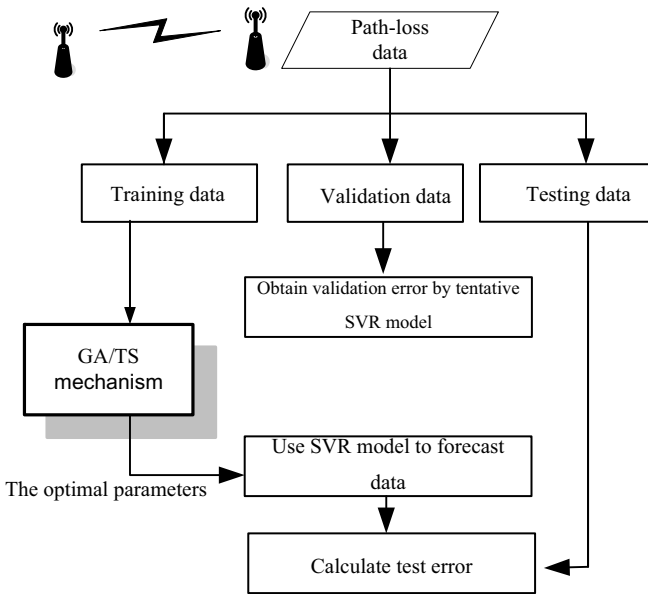 Path-loss
data
Training data
Validation data
Testing data
Obtain validation error by tentative
SVR model
GA/TS
mechanism
Use SVR model to forecast
data
The optimal parameters
Calculate test error